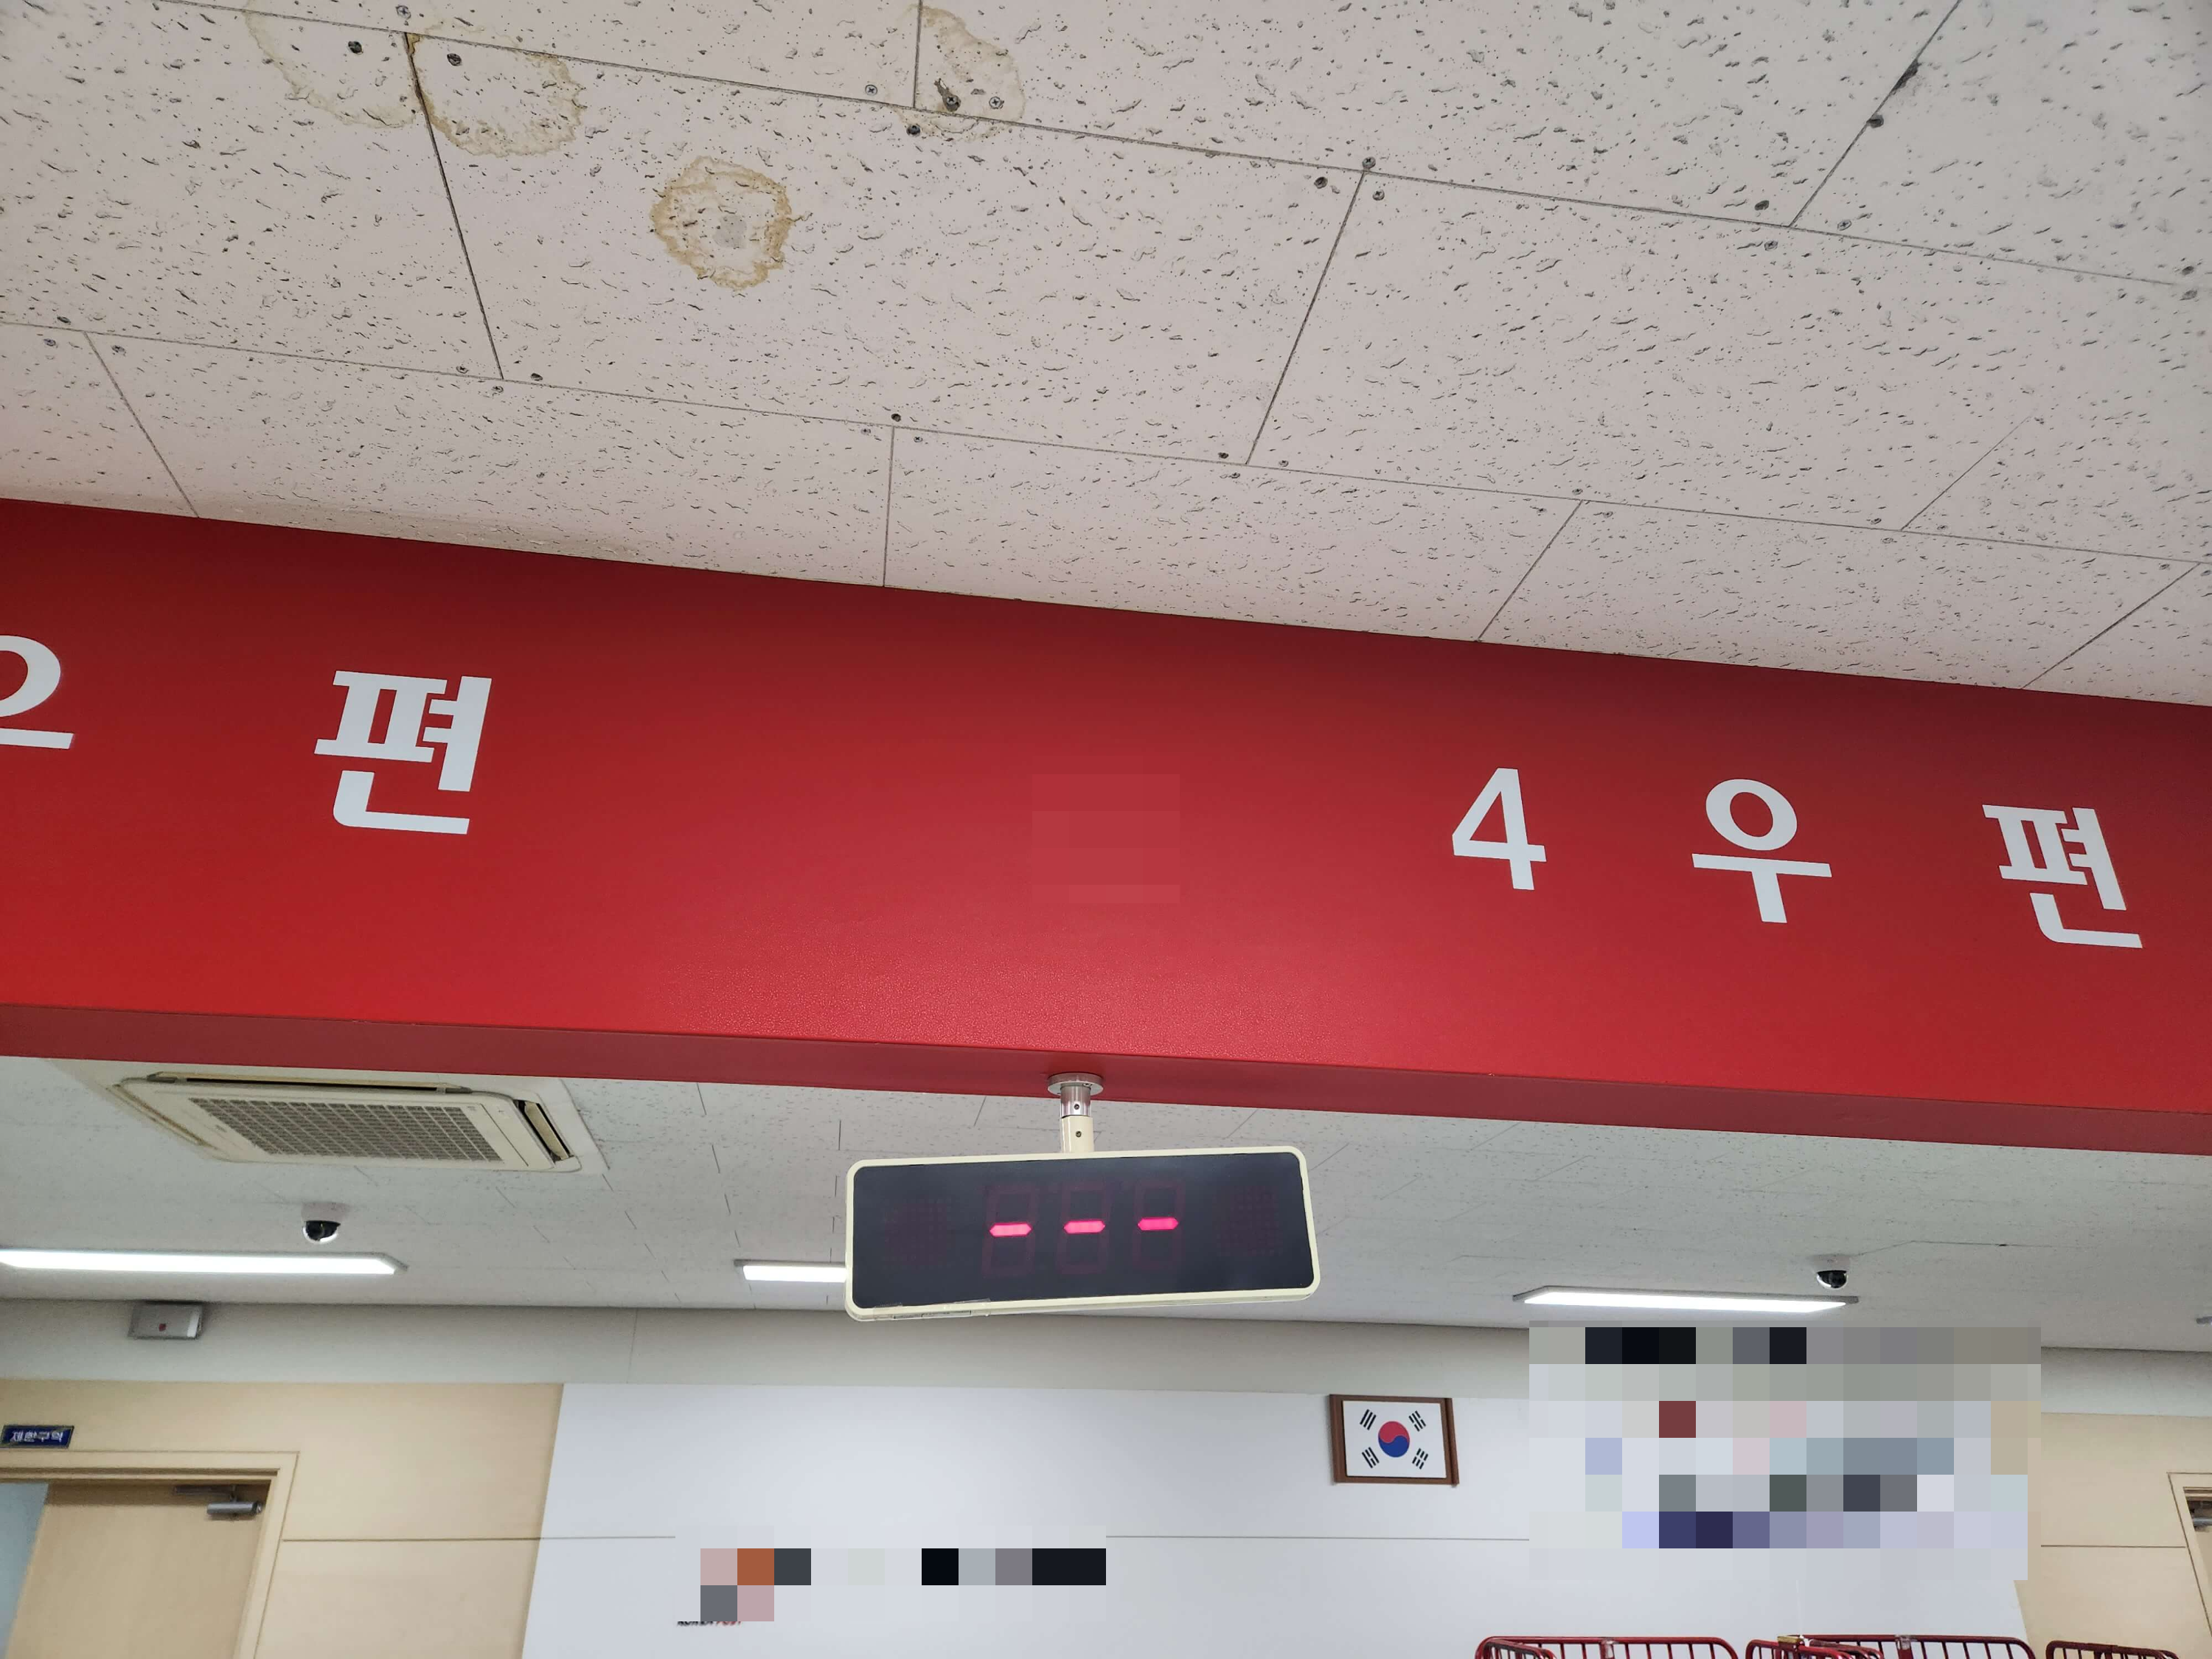 우 편
4 우 편
- - -
제한구역